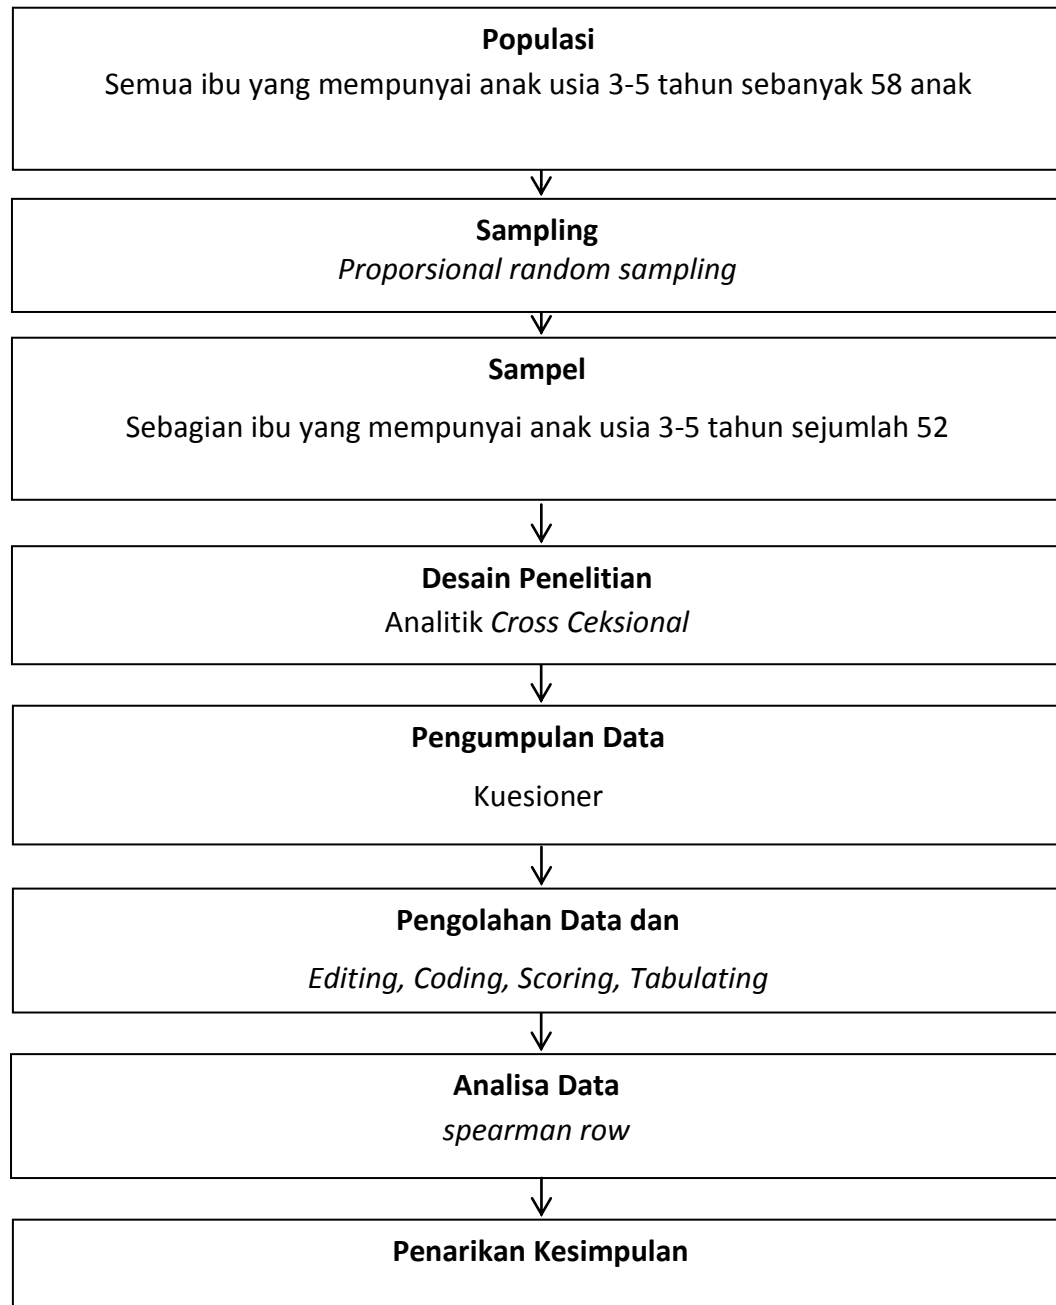 Populasi
Semua ibu yang mempunyai anak usia 3-5 tahun sebanyak 58 anak
Sampling
Proporsional random sampling
Sampel
Sebagian ibu yang mempunyai anak usia 3-5 tahun sejumlah 52
Desain Penelitian
Analitik Cross Ceksional
Pengumpulan Data
Kuesioner
Pengolahan Data dan
Editing, Coding, Scoring, Tabulating
Analisa Data
spearman row
Penarikan Kesimpulan